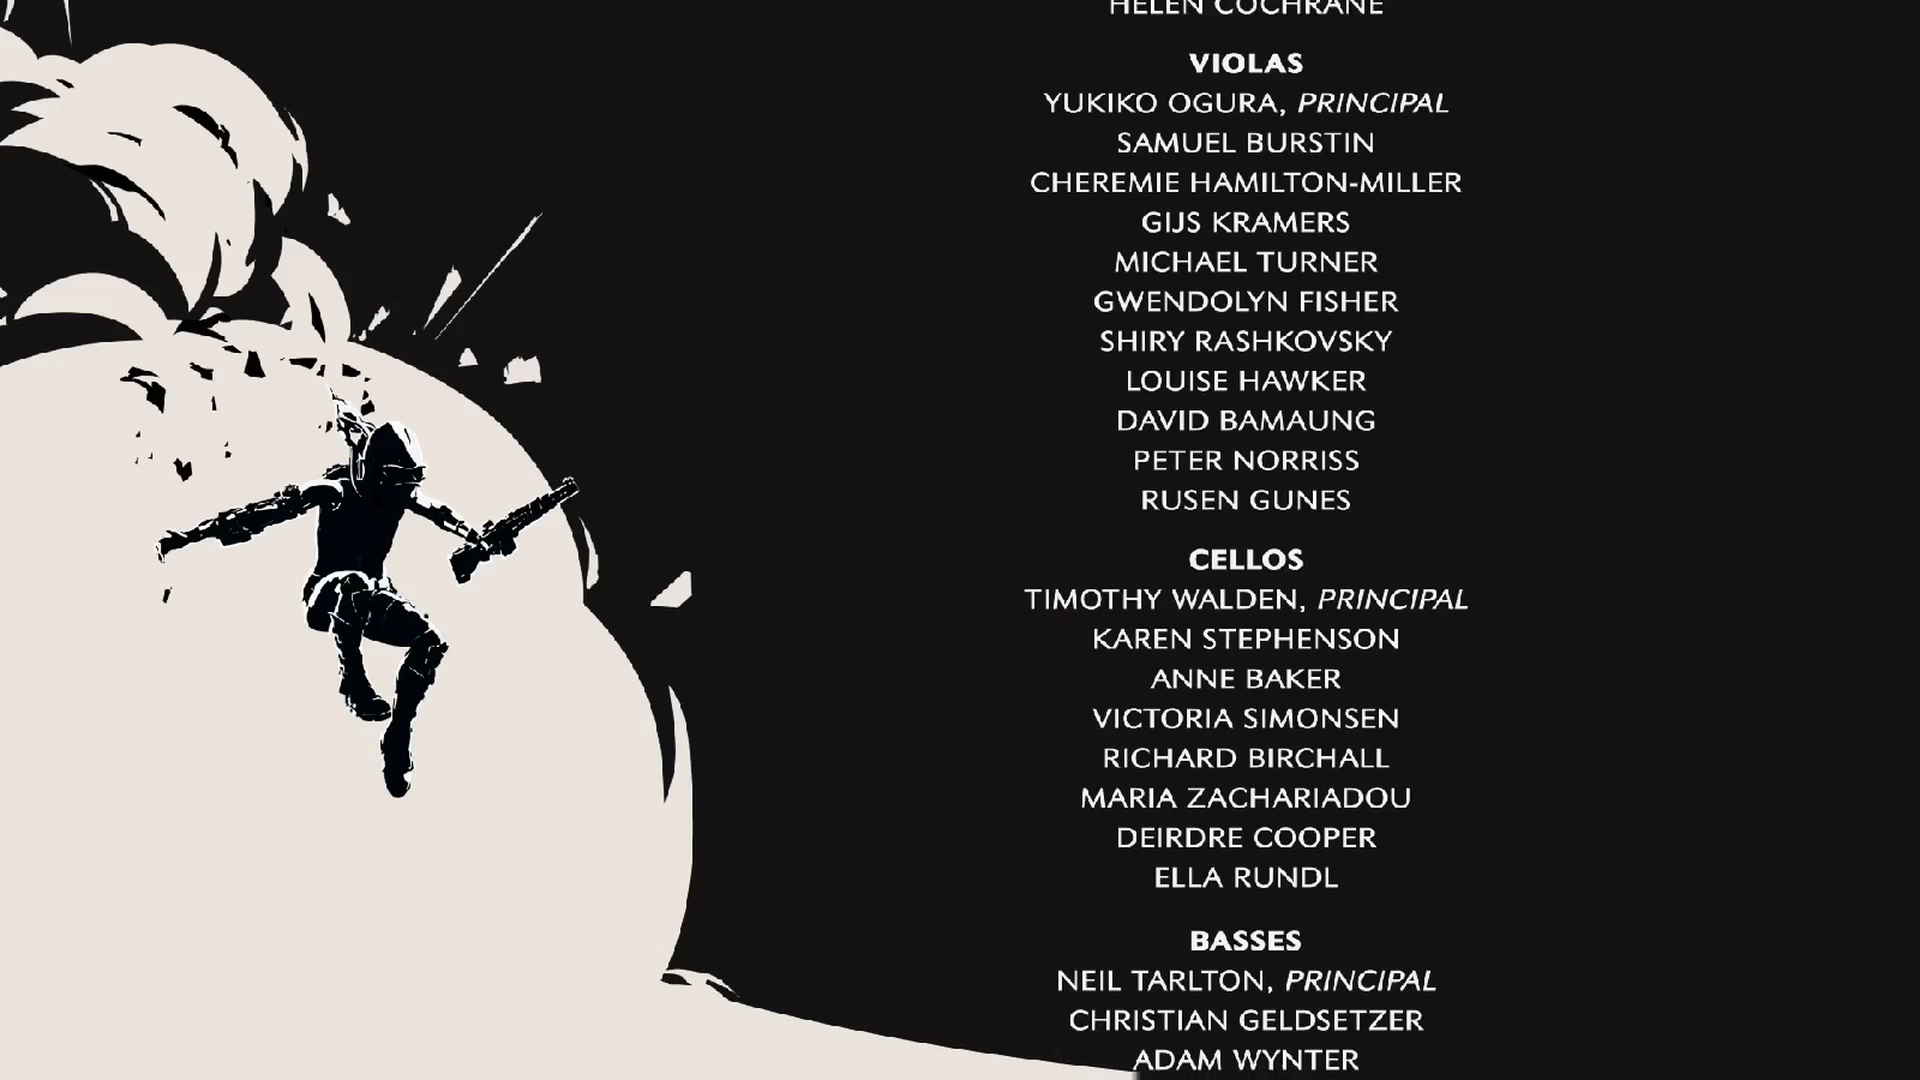 HELEN COCHRANE
VIOLAS
YUKIKO OGURA, PRINCIPAL
SAMUEL BURSTIN
CHEREMIE HAMILTON-MILLER
GIJS KRAMERS
MICHAEL TURNER
GWENDOLYN FISHER
SHIRY RASHKOVSKY
LOUISE HAWKER
DAVID BAMAUNG
PETER NORRISS
RUSEN GUNES
CELLOS
TIMOTHY WALDEN, PRINCIPAL
KAREN STEPHENSON
ANNE BAKER
VICTORIA SIMONSEN
RICHARD BIRCHALL
MARIA ZACHARIADOU
DEIRDRE COOPER
ELLA RUNDL
BASSES
NEIL TARLTON, PRINCIPAL
CHRISTIAN GELDSETZER
ADAM WYNTER